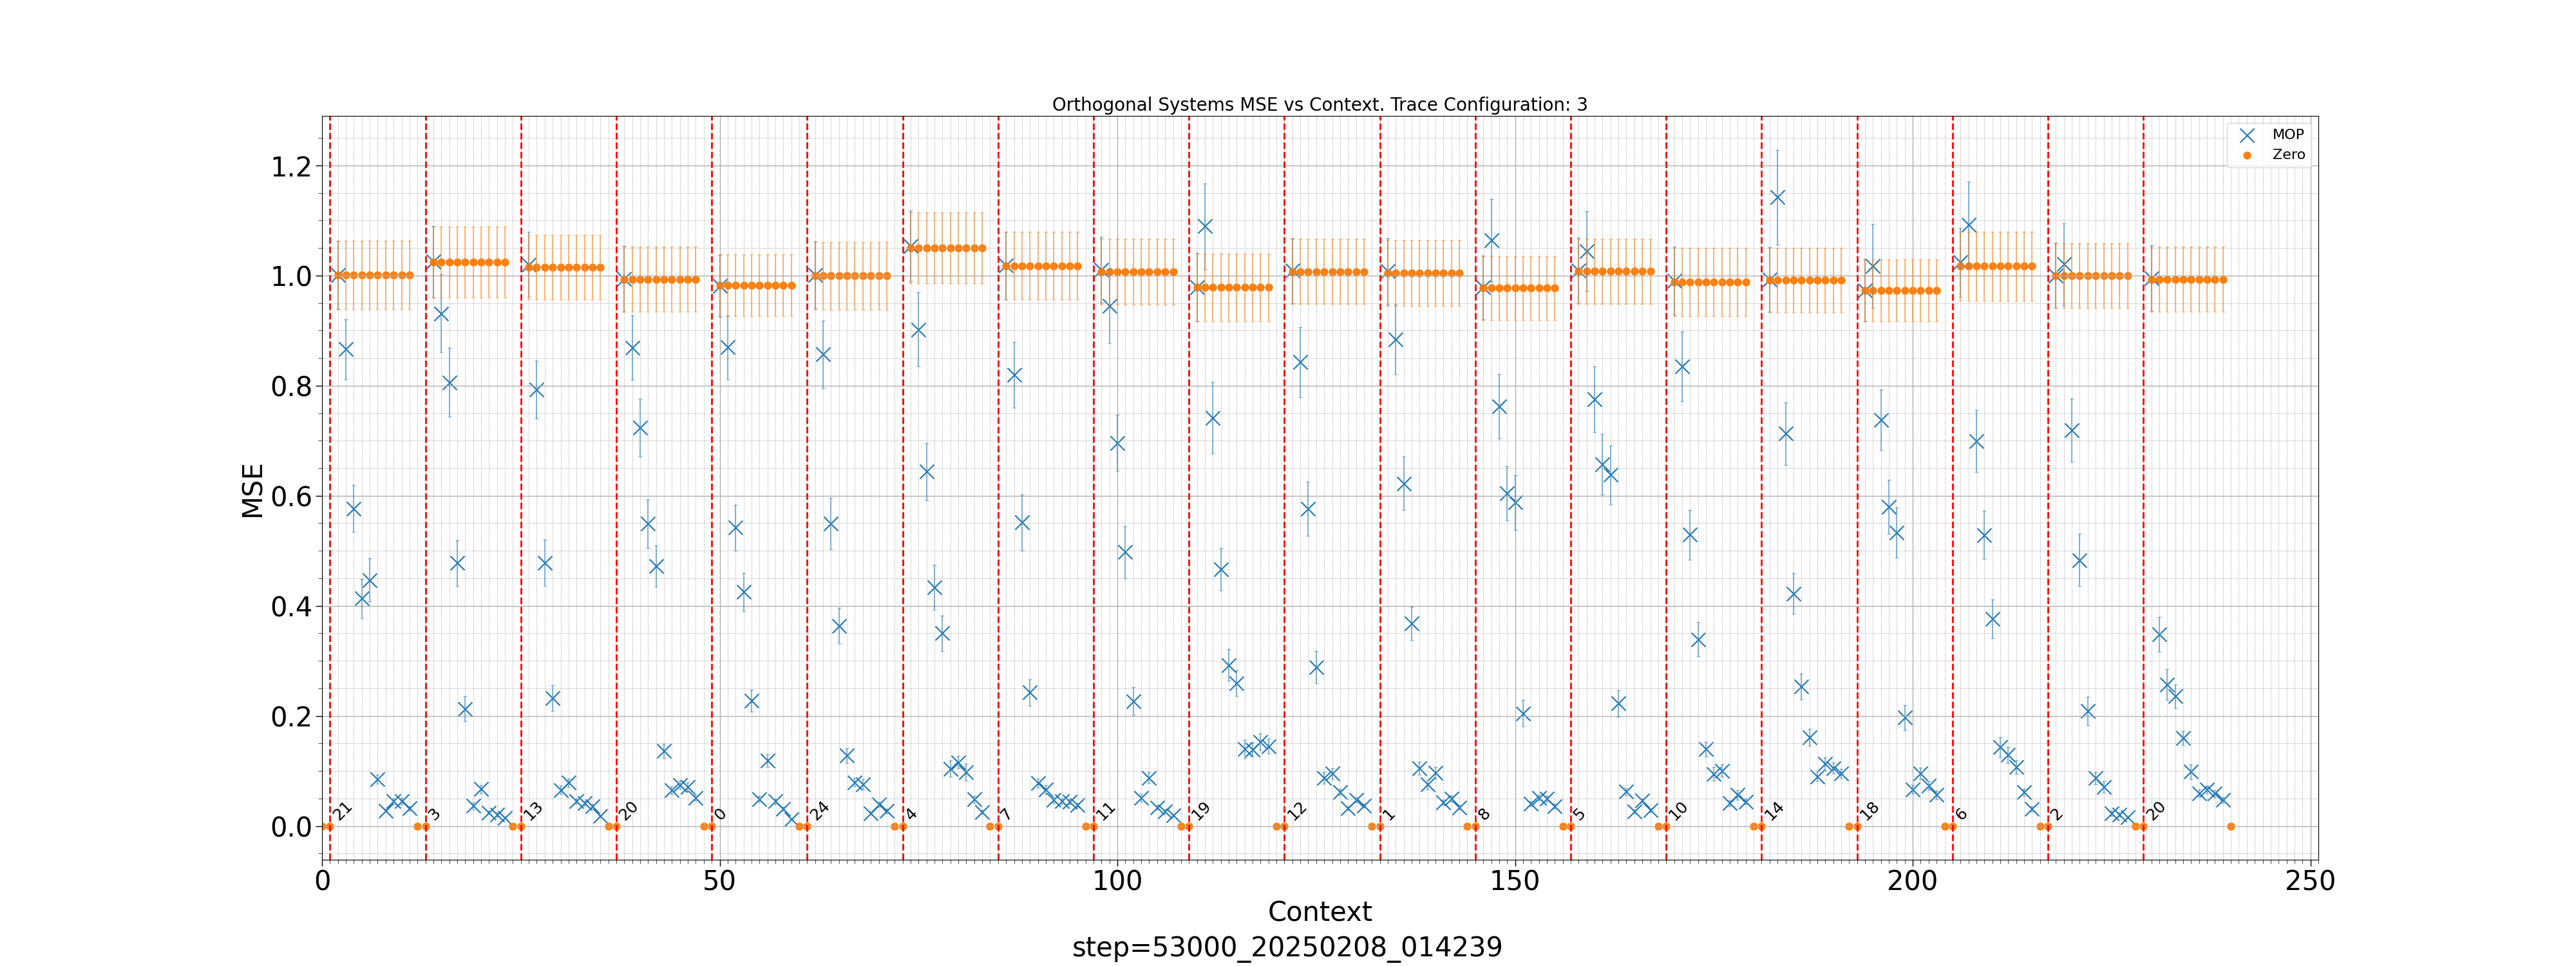 Orthogonal Systems MSE vs Context. Trace Configuration: 3
MOP
Zero
MSE
1.2
1.0
0.8
0.6
0.4
0.2
0.0
21 3 13 20 0 24 4 7 11 19 12 1 8 5 10 14 18 6 2 20
0 50 100 150 200 250
Context
step=53000_20250208_014239